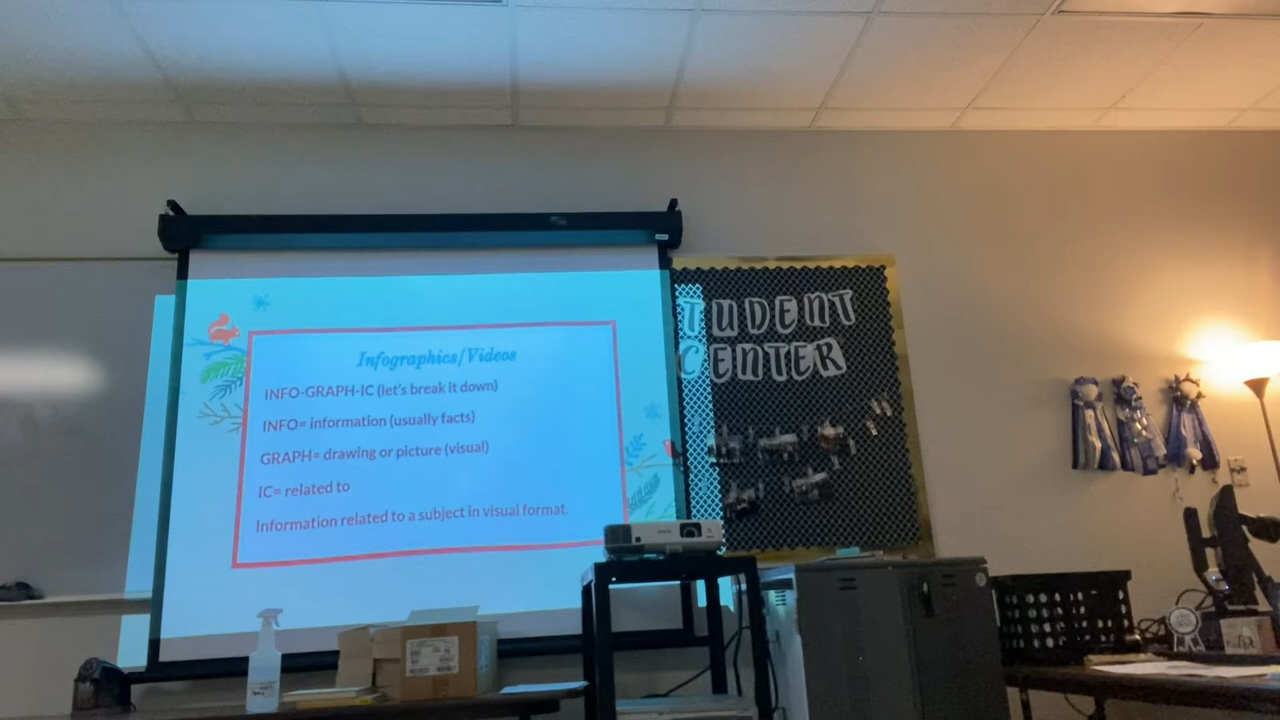 Infographics/Videos
INFO-GRAPH-IC (let's break it down)
INFO= information (usually facts)
GRAPH= drawing or picture (visual)
IC= related to
Information related to a subject in visual format.
TUDENT
CENTER